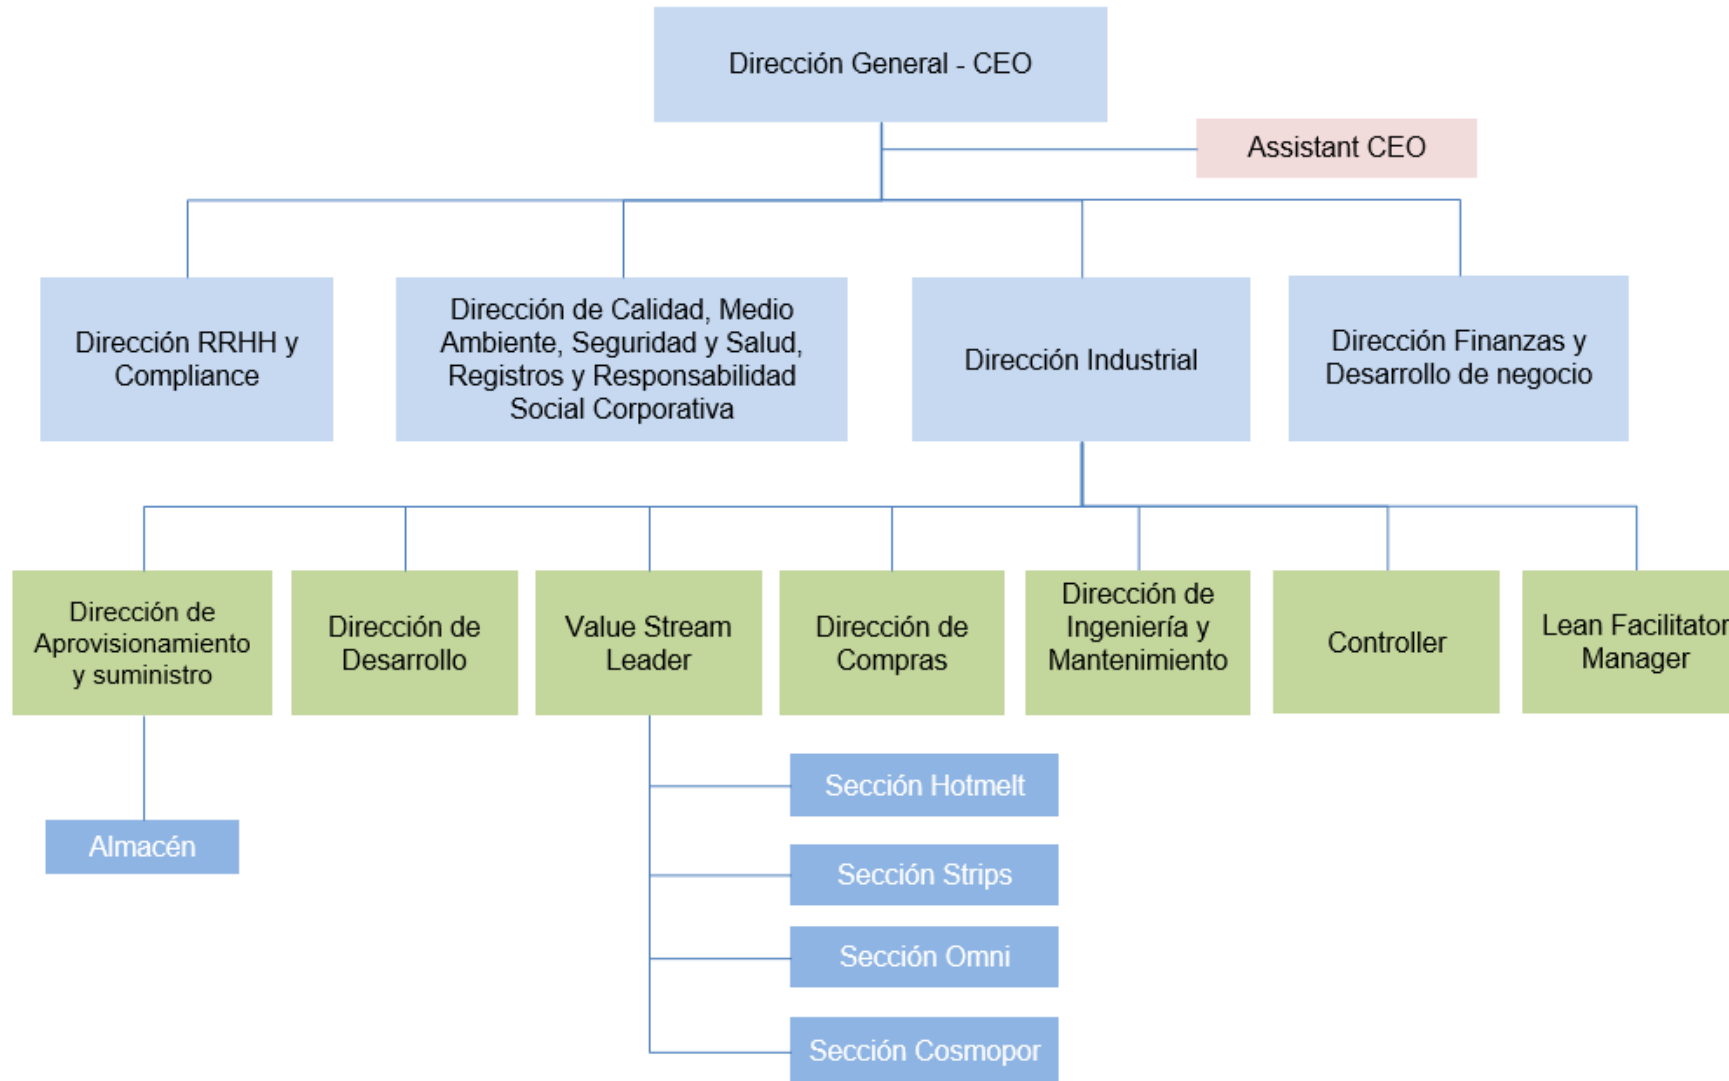 Dirección General - CEO
Assistant CEO
Dirección RRHH y
Compliance
Dirección de Calidad, Medio
Ambiente, Seguridad y Salud,
Registros y Responsabilidad
Social Corporativa
Dirección Industrial
Dirección Finanzas y
Desarrollo de negocio
Dirección de
Aprovisionamiento
y suministro
Dirección de
Desarrollo
Value Stream
Leader
Dirección de
Compras
Dirección de
Ingeniería y
Mantenimiento
Controller
Lean Facilitator
Manager
Almacén
Sección Hotmelt
Sección Strips
Sección Omni
Sección Cosmopor